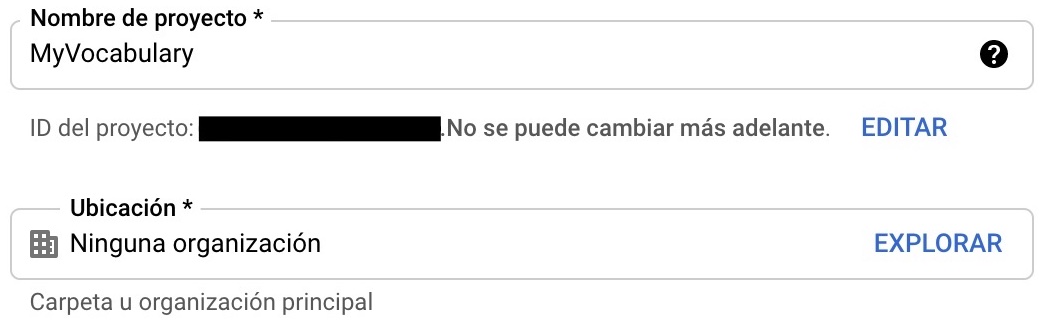 Nombre de proyecto *
MyVocabulary
ID del proyecto: .No se puede cambiar más adelante. EDITAR
Ubicación *
Ninguna organización EXPLORAR
Carpeta u organización principal